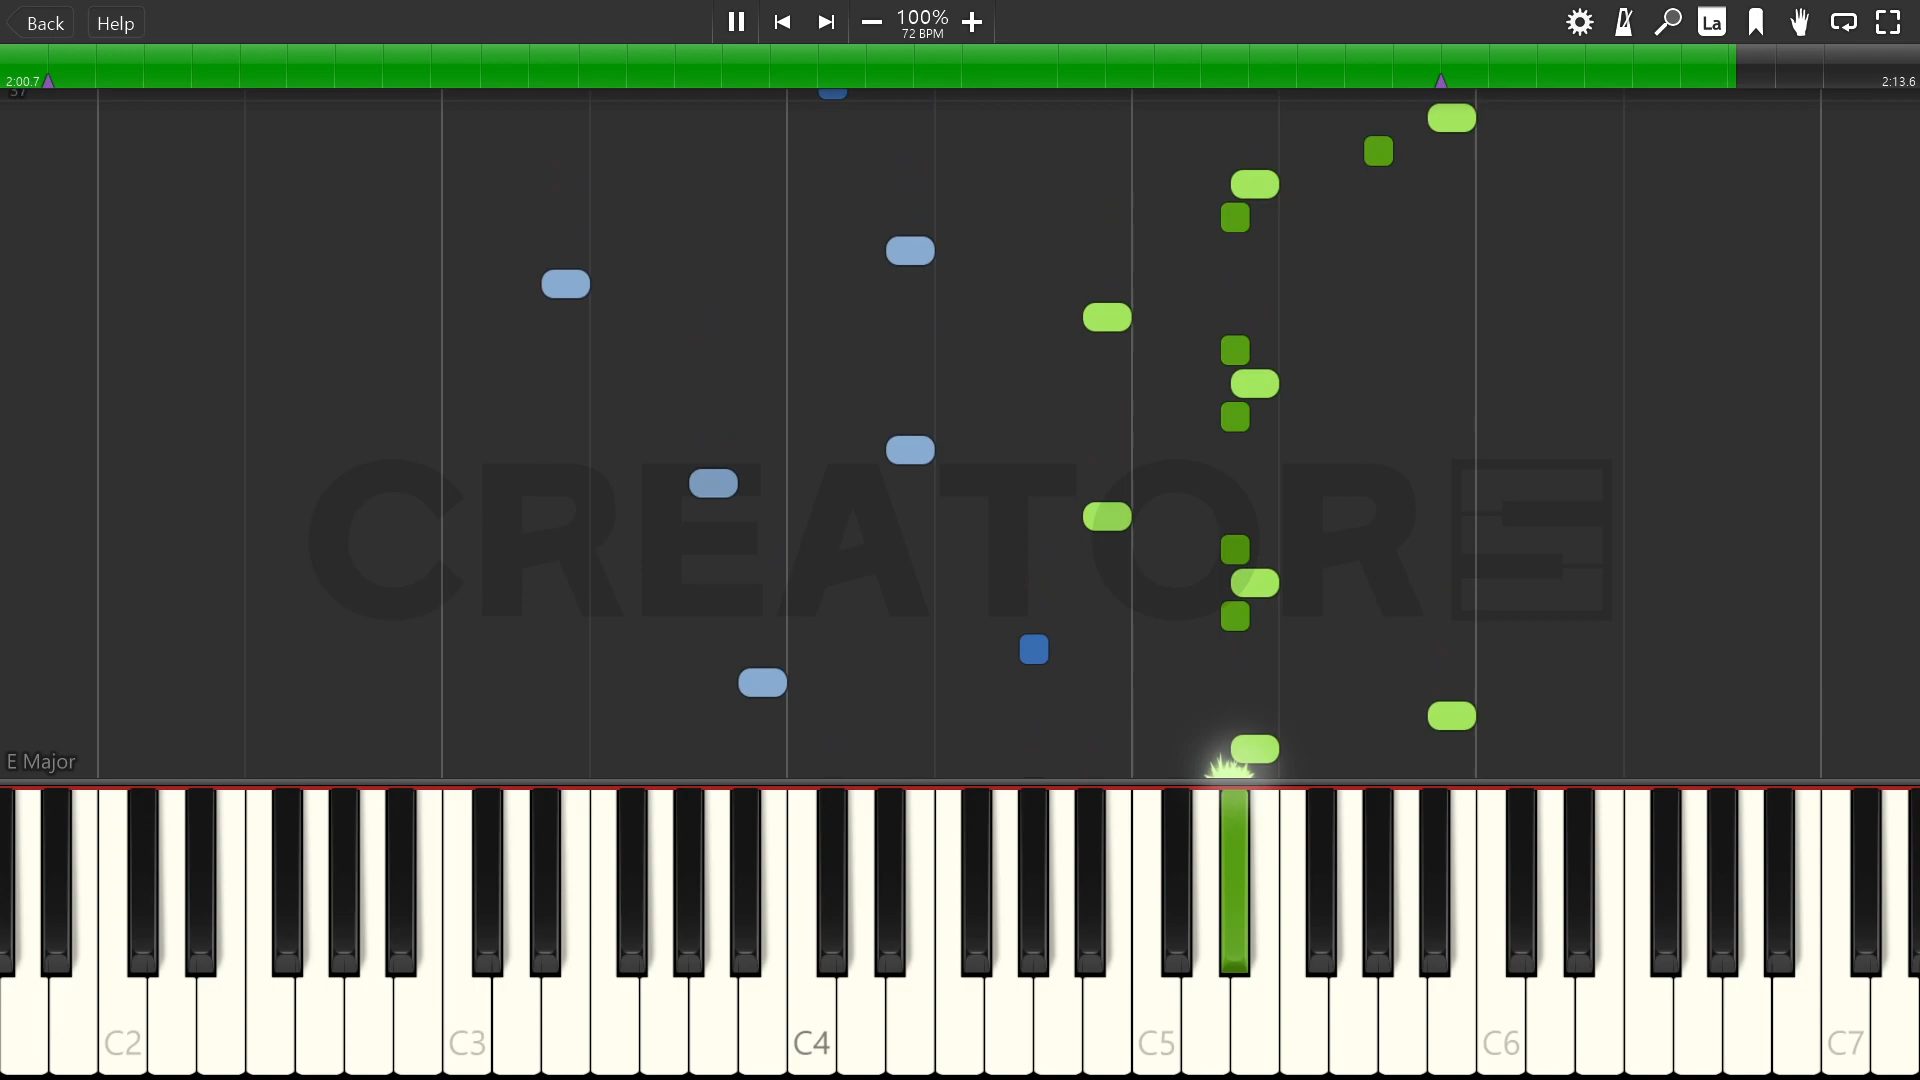 Back
Help
100%
72 BPM
La
2:00.7
2:13.6
37
CREATOR
E Major
C2
C3
C4
C5
C6
C7